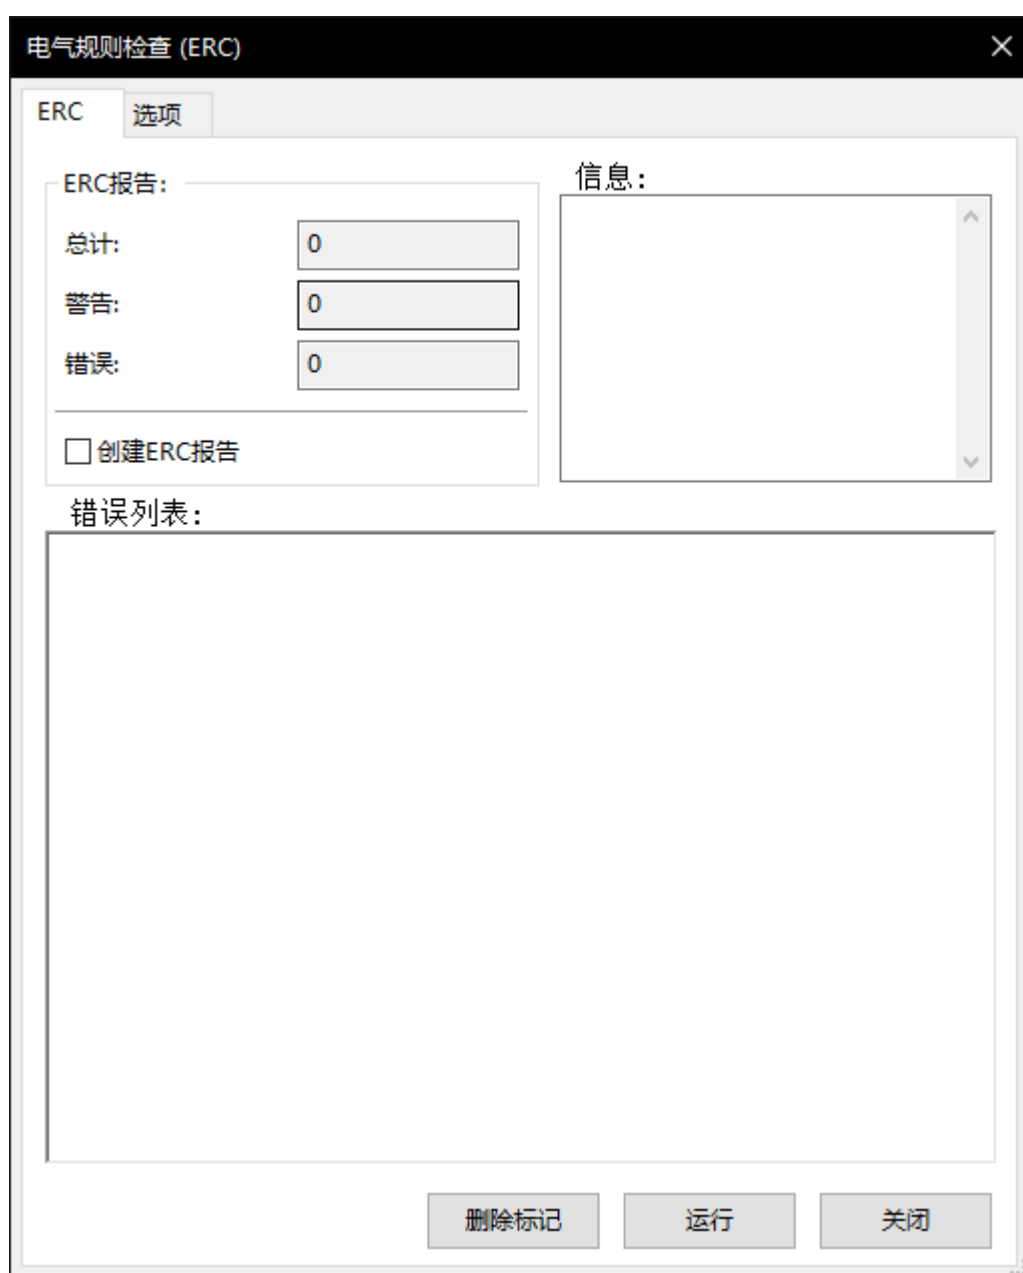 电气规则检查 (ERC)
ERC 选项
ERC报告:
信息:
总计: 0
警告: 0
错误: 0
创建ERC报告
错误列表:
删除标记 运行 关闭